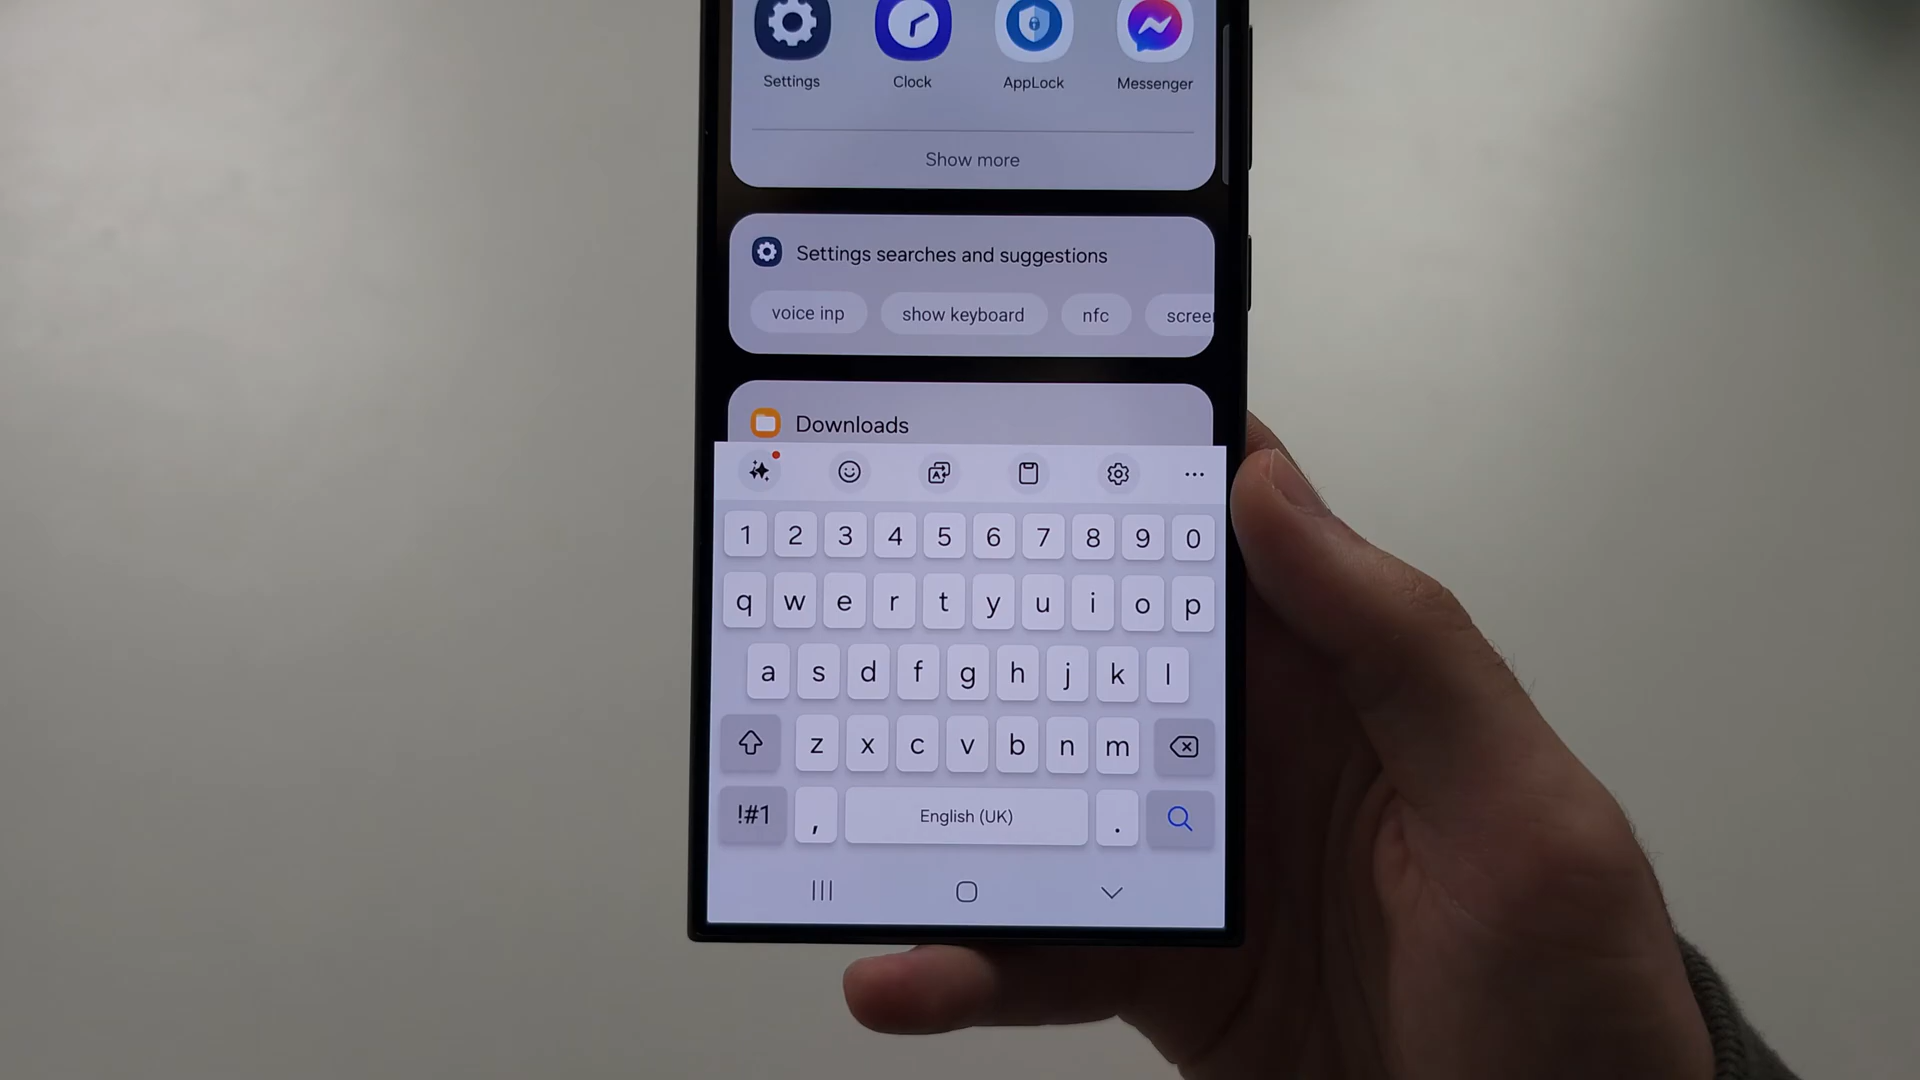 Settings Clock AppLock Messenger
Show more
Settings searches and suggestions
voice inp show keyboard nfc screen
Downloads
1 2 3 4 5 6 7 8 9 0
q w e r t y u i o p
a s d f g h j k l
z x c v b n m
!#1 , English (UK) .